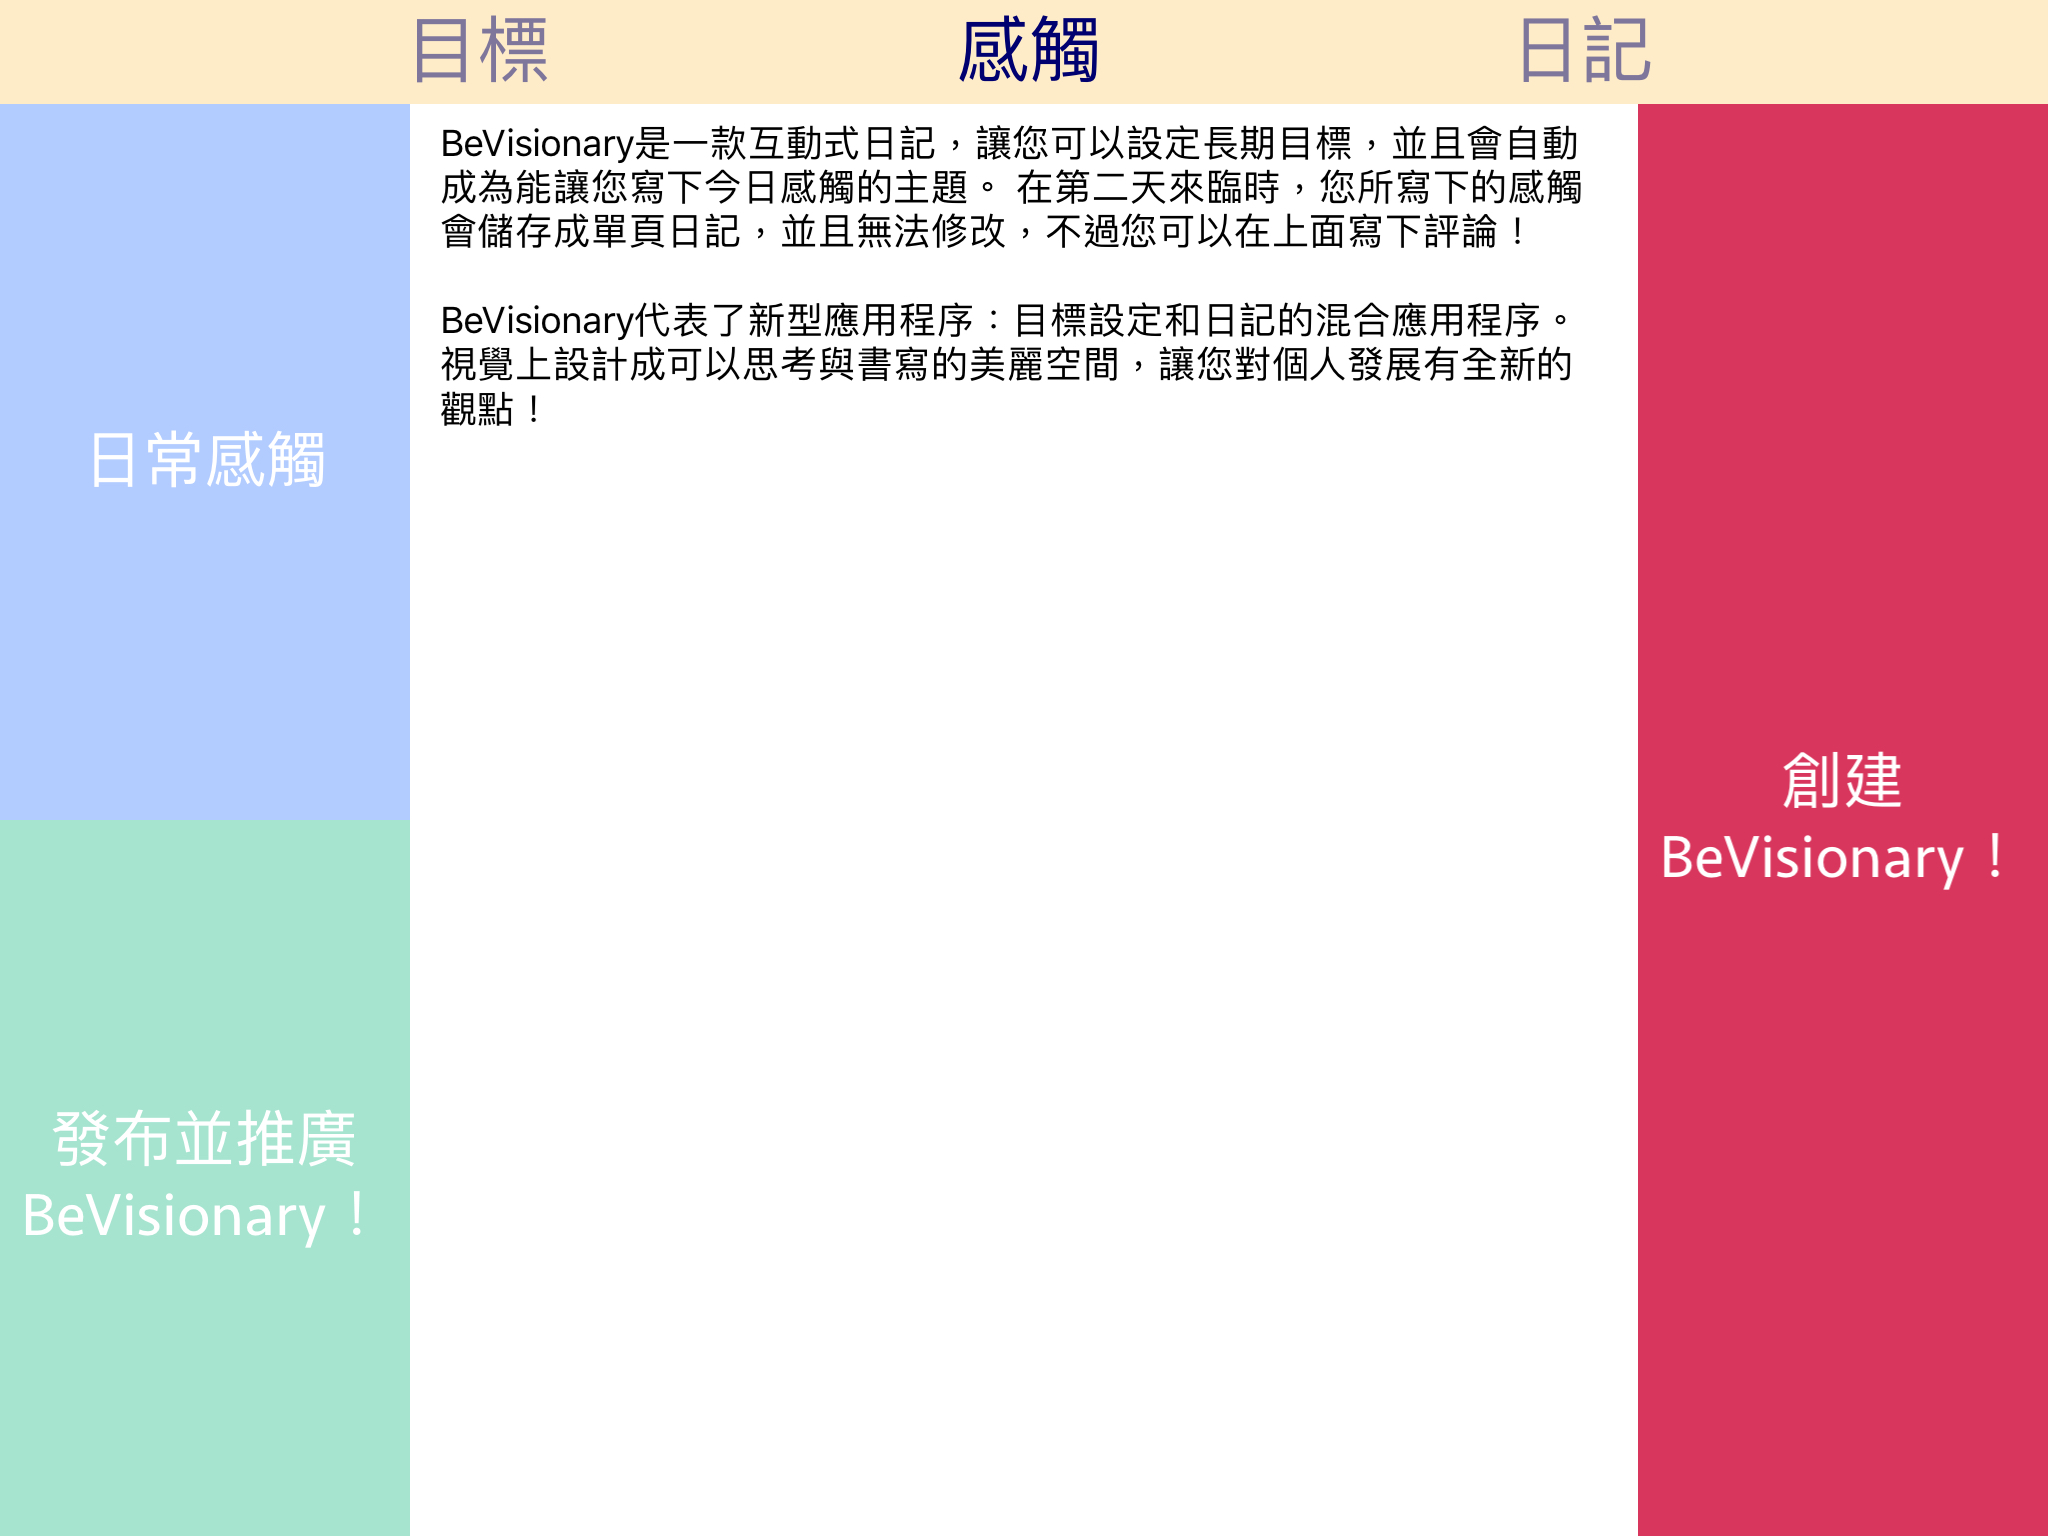 目標
感觸
日記
日常感觸
發布並推廣
BeVisionary！
BeVisionary是一款互動式日記，讓您可以設定長期目標，並且會自動
成為能讓您寫下今日感觸的主題。 在第二天來臨時，您所寫下的感觸
會儲存成單頁日記，並且無法修改，不過您可以在上面寫下評論！
BeVisionary代表了新型應用程序：目標設定和日記的混合應用程序。
視覺上設計成可以思考與書寫的美麗空間，讓您對個人發展有全新的
觀點！
創建
BeVisionary！